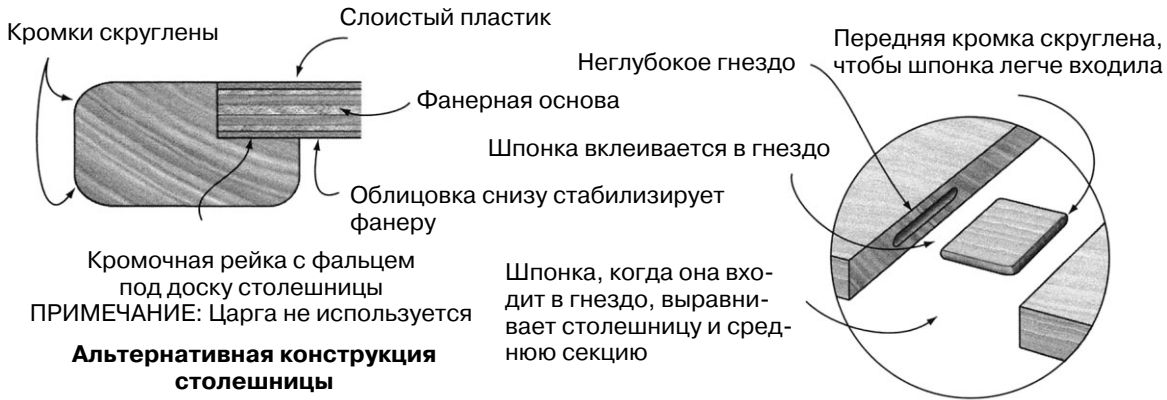 Кромки скруглены
Слоистый пластик
Фанерная основа
Облицовка снизу стабилизирует
фанеру
Кромочная рейка с фальцем
под доску столешницы
ПРИМЕЧАНИЕ: Царга не используется
Альтернативная конструкция
столешницы
Передняя кромка скруглена,
чтобы шпонка легче входила
Неглубокое гнездо
Шпонка вклеивается в гнездо
Шпонка, когда она вхо-
дит в гнездо, выравни-
вает столешницу и сред-
нюю секцию